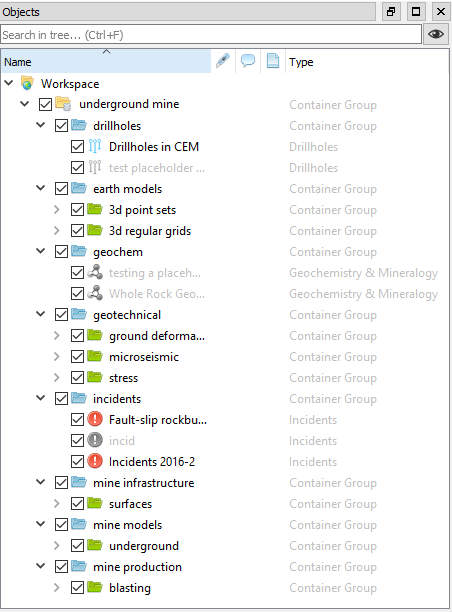 Objects
Search in tree... (Ctrl+F)
Name Type
Workspace
underground mine Container Group
drillholes Container Group
Drillholes in CEM Drillholes
test placeholder ... Drillholes
earth models Container Group
3d point sets Container Group
3d regular grids Container Group
geochem Container Group
testing a placeh... Geochemistry & Mineralogy
Whole Rock Geo... Geochemistry & Mineralogy
geotechnical Container Group
ground deforma... Container Group
microseismic Container Group
stress Container Group
incidents Container Group
Fault-slip rockbu... Incidents
incid Incidents
Incidents 2016-2 Incidents
mine infrastructure Container Group
surfaces Container Group
mine models Container Group
underground Container Group
mine production Container Group
blasting Container Group